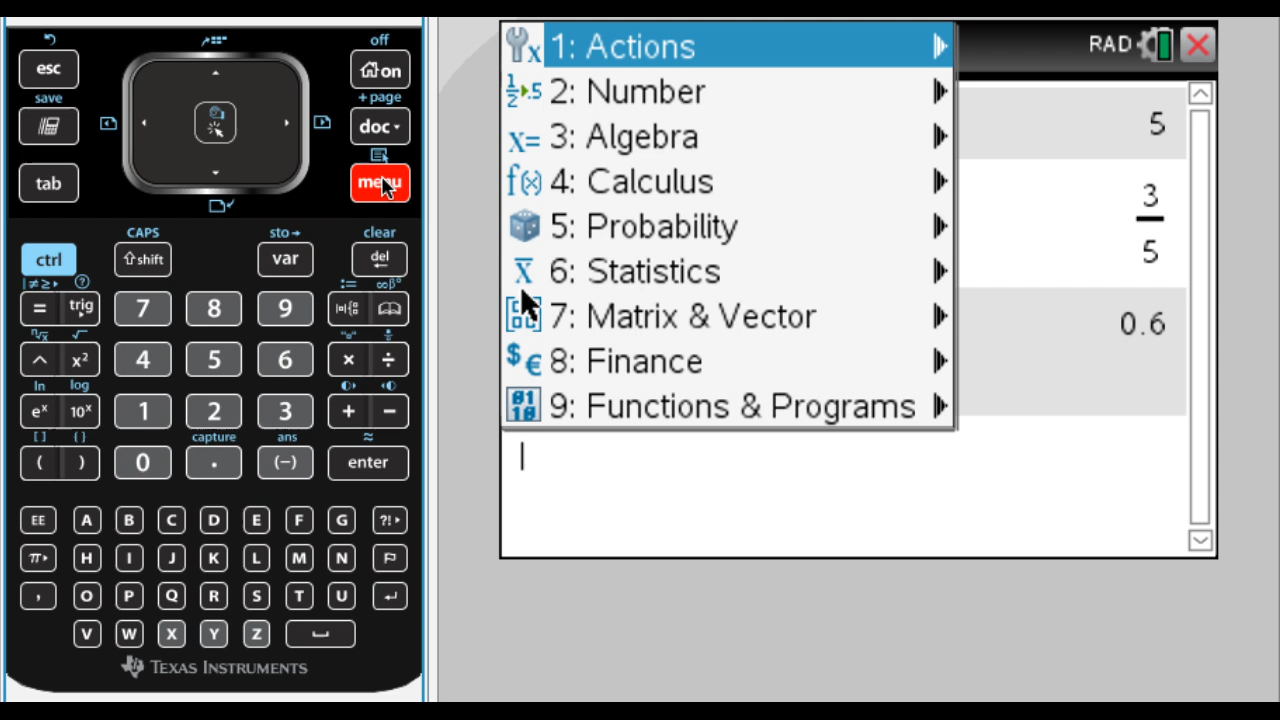 off
esc
on
save
+ page
doc
tab
menu
CAPS
sto→
clear
ctrl
shift
var
del
|≠≥▸ ?
:= ∞β°
= trig 7 8 9
ⁿ√x √
"□"
^ x² 4 5 6 × ÷
ln log
eˣ 10ˣ 1 2 3 + −
[ ] { } capture ans ≈
( ) 0 . (−) enter
EE A B C D E F G ?!▸
π▸ H I J K L M N
, O P Q R S T U
V W X Y Z
TEXAS INSTRUMENTS
1: Actions
2: Number
3: Algebra
4: Calculus
5: Probability
6: Statistics
7: Matrix & Vector
8: Finance
9: Functions & Programs
RAD
5
3
5
0.6